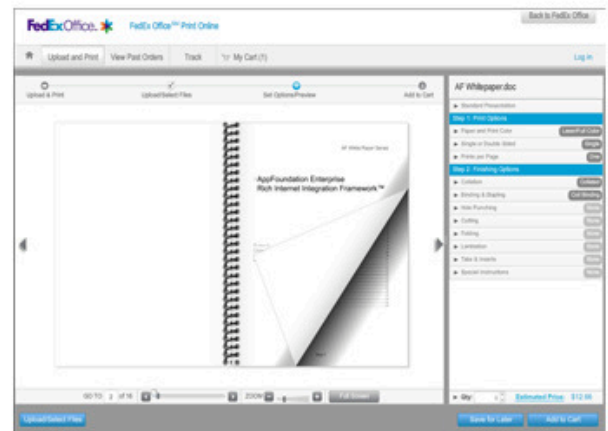 Back to FedEx Office
FedEx Office. FedEx Office℠ Print Online
Upload and Print View Past Orders Track My Cart (1) Log in
Upload & Print Upload/Select Files Set Options/Preview Add to Cart
AF Whitepaper.doc
Standard Presentation
Step 1: Print Options
Paper and Print Color Laser/Full Color
Single or Double Sided Single
Prints per Page One
Step 2: Finishing Options
Collation Collated
Binding & Stapling Coil Binding
Hole Punching None
Cutting None
Folding None
Lamination None
Tabs & Inserts None
Special Instructions None
AF White Paper Series
AppFoundation Enterprise
Rich Internet Integration Framework™
GO TO: 2 of 16 ZOOM Full Screen
Qty: Estimated Price: $12.98
Upload/Select Files Save for Later Add to Cart